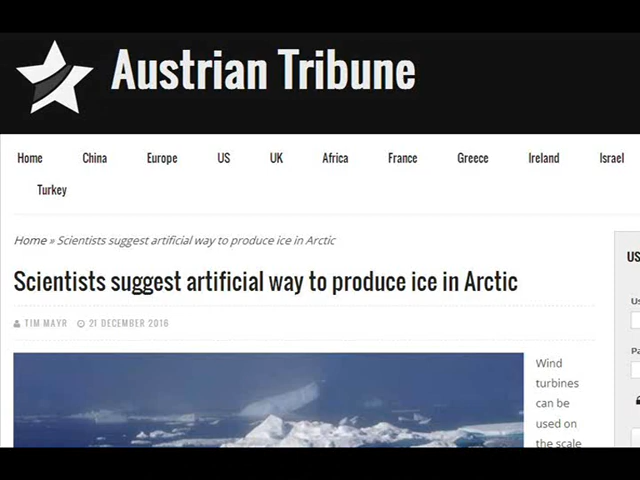 Austrian Tribune
Home China Europe US UK Africa France Greece Ireland Israel
Turkey
Home » Scientists suggest artificial way to produce ice in Arctic
Scientists suggest artificial way to produce ice in Arctic
TIM MAYR 21 DECEMBER 2016
Wind
turbines
can be
used on
the scale